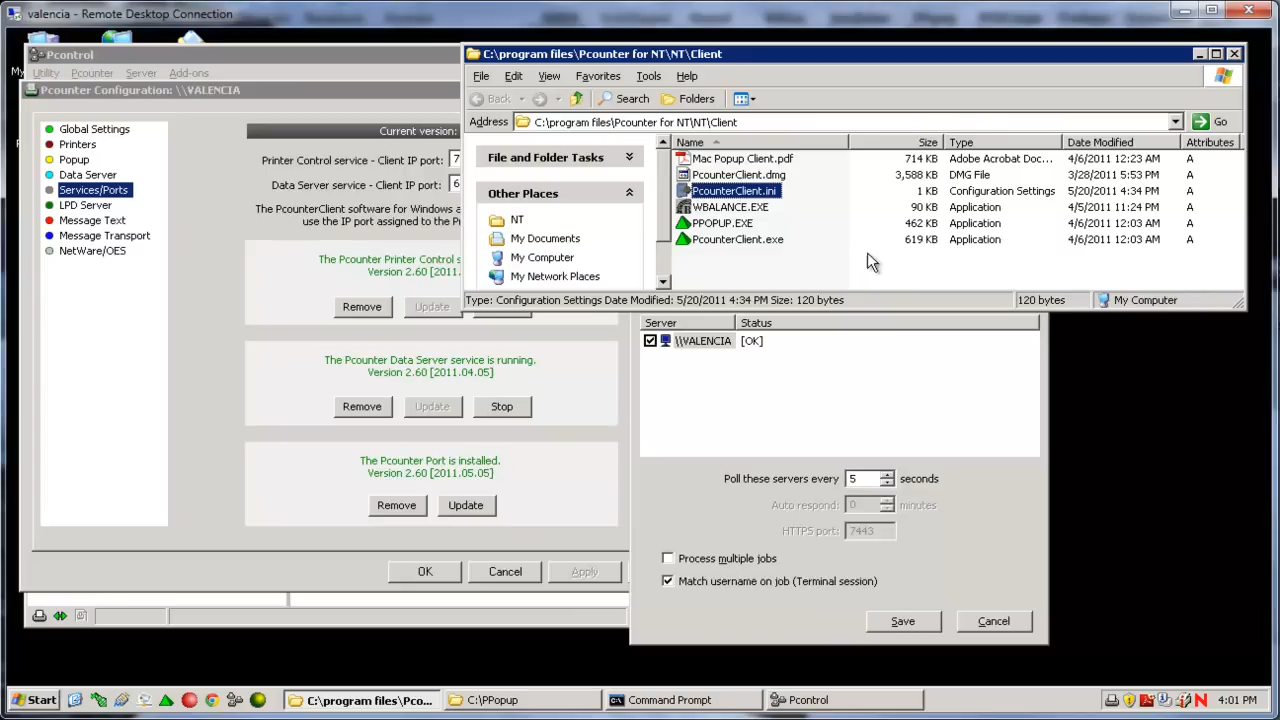 valencia - Remote Desktop Connection
Pcontrol
Utility Pcounter Server Add-ons
Pcounter Configuration: \\VALENCIA
Global Settings
Printers
Popup
Data Server
Services/Ports
LPD Server
Message Text
Message Transport
NetWare/OES
Current version:
Printer Control service - Client IP port: 7
Data Server service - Client IP port: 6
The PcounterClient software for Windows a
use the IP port assigned to the P
The Pcounter Printer Control s
Version 2.60 [2011.
Remove Update
The Pcounter Data Server service is running.
Version 2.60 [2011.04.05]
Remove Update Stop
The Pcounter Port is installed.
Version 2.60 [2011.05.05]
Remove Update
OK Cancel Apply
C:\program files\Pcounter for NT\NT\Client
File Edit View Favorites Tools Help
Back Search Folders
Address C:\program files\Pcounter for NT\NT\Client Go
File and Folder Tasks
Other Places
NT
My Documents
My Computer
My Network Places
Name Size Type Date Modified Attributes
Mac Popup Client.pdf 714 KB Adobe Acrobat Doc... 4/6/2011 12:23 AM A
PcounterClient.dmg 3,588 KB DMG File 3/28/2011 5:53 PM A
PcounterClient.ini 1 KB Configuration Settings 5/20/2011 4:34 PM A
WBALANCE.EXE 90 KB Application 4/5/2011 11:24 PM A
PPOPUP.EXE 462 KB Application 4/6/2011 12:03 AM A
PcounterClient.exe 619 KB Application 4/6/2011 12:03 AM A
Type: Configuration Settings Date Modified: 5/20/2011 4:34 PM Size: 120 bytes 120 bytes My Computer
Server Status
\\VALENCIA [OK]
Poll these servers every 5 seconds
Auto respond: 0 minutes
HTTPS port: 7443
Process multiple jobs
Match username on job (Terminal session)
Save Cancel
Start C:\program files\Pco... C:\PPopup Command Prompt Pcontrol 4:01 PM